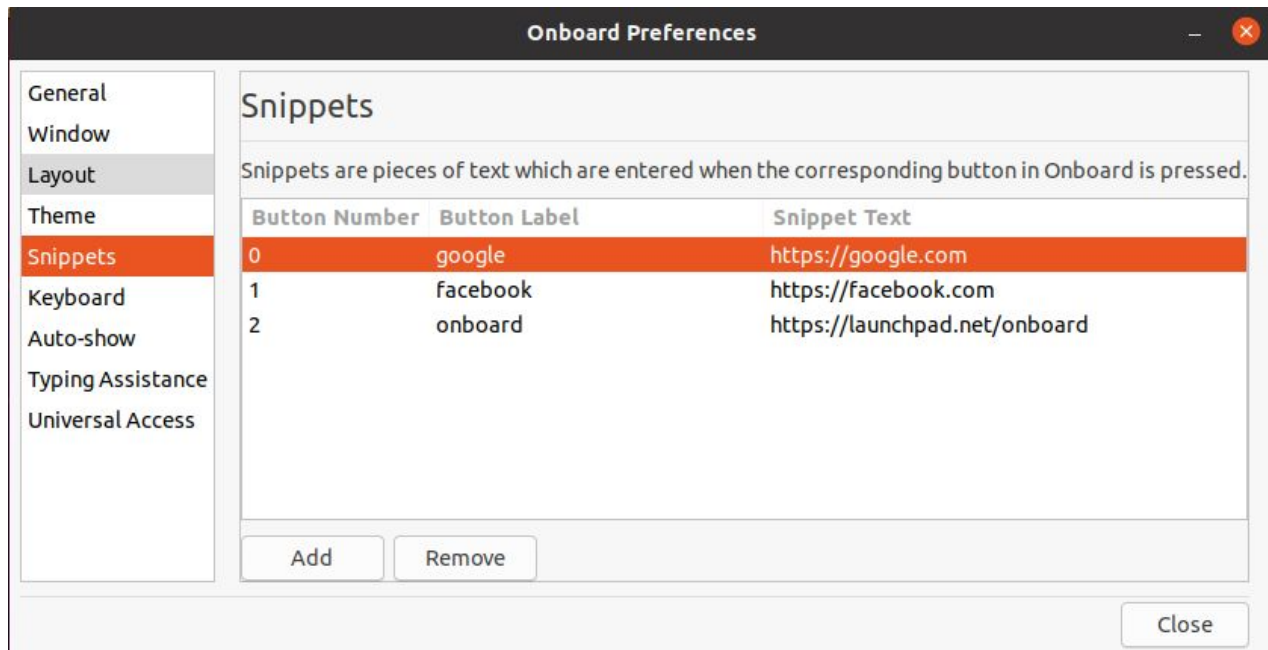 Onboard Preferences
General
Window
Layout
Theme
Snippets
Keyboard
Auto-show
Typing Assistance
Universal Access
Snippets
Snippets are pieces of text which are entered when the corresponding button in Onboard is pressed.
Button Number Button Label Snippet Text
0 google https://google.com
1 facebook https://facebook.com
2 onboard https://launchpad.net/onboard
Add Remove
Close